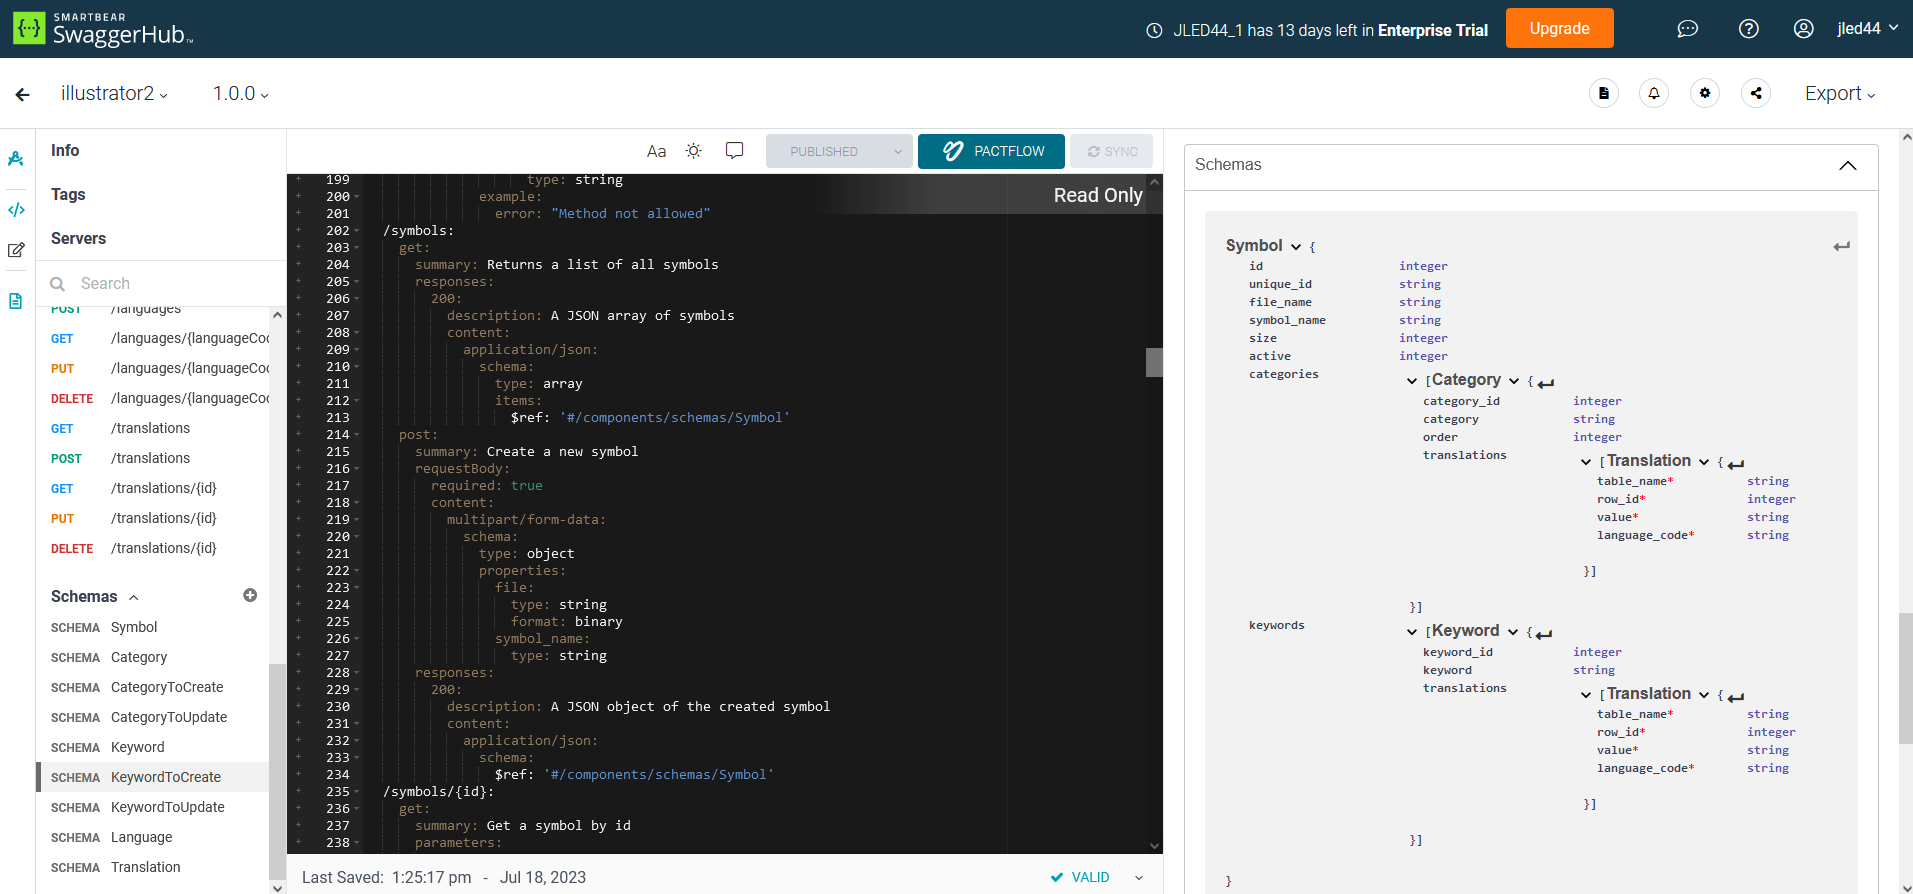 SMARTBEAR
SwaggerHub™
JLED44_1 has 13 days left in Enterprise Trial
Upgrade
jled44
illustrator2
1.0.0
Export
Info
Tags
Servers
Search
POST /languages
GET /languages/{languageCo
PUT /languages/{languageCo
DELETE /languages/{languageCo
GET /translations
POST /translations
GET /translations/{id}
PUT /translations/{id}
DELETE /translations/{id}
Schemas
SCHEMA Symbol
SCHEMA Category
SCHEMA CategoryToCreate
SCHEMA CategoryToUpdate
SCHEMA Keyword
SCHEMA KeywordToCreate
SCHEMA KeywordToUpdate
SCHEMA Language
SCHEMA Translation
Aa
PUBLISHED
PACTFLOW
SYNC
Read Only
199 type: string
200 example:
201 error: "Method not allowed"
202 /symbols:
203 get:
204 summary: Returns a list of all symbols
205 responses:
206 200:
207 description: A JSON array of symbols
208 content:
209 application/json:
210 schema:
211 type: array
212 items:
213 $ref: '#/components/schemas/Symbol'
214 post:
215 summary: Create a new symbol
216 requestBody:
217 required: true
218 content:
219 multipart/form-data:
220 schema:
221 type: object
222 properties:
223 file:
224 type: string
225 format: binary
226 symbol_name:
227 type: string
228 responses:
229 200:
230 description: A JSON object of the created symbol
231 content:
232 application/json:
233 schema:
234 $ref: '#/components/schemas/Symbol'
235 /symbols/{id}:
236 get:
237 summary: Get a symbol by id
238 parameters:
Last Saved: 1:25:17 pm - Jul 18, 2023
VALID
Schemas
Symbol {
id integer
unique_id string
file_name string
symbol_name string
size integer
active integer
categories
[Category {
category_id integer
category string
order integer
translations
[Translation {
table_name* string
row_id* integer
value* string
language_code* string
}]
}]
keywords
[Keyword {
keyword_id integer
keyword string
translations
[Translation {
table_name* string
row_id* integer
value* string
language_code* string
}]
}]
}